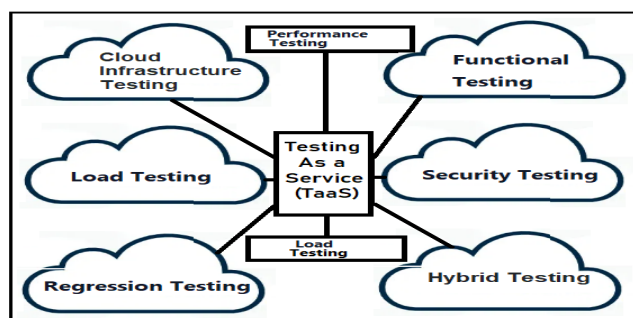 Performance
Testing
Cloud
Infrastructure
Testing
Functional
Testing
Load Testing
Testing
As a
Service
(TaaS)
Security Testing
Regression Testing
Load
Testing
Hybrid Testing